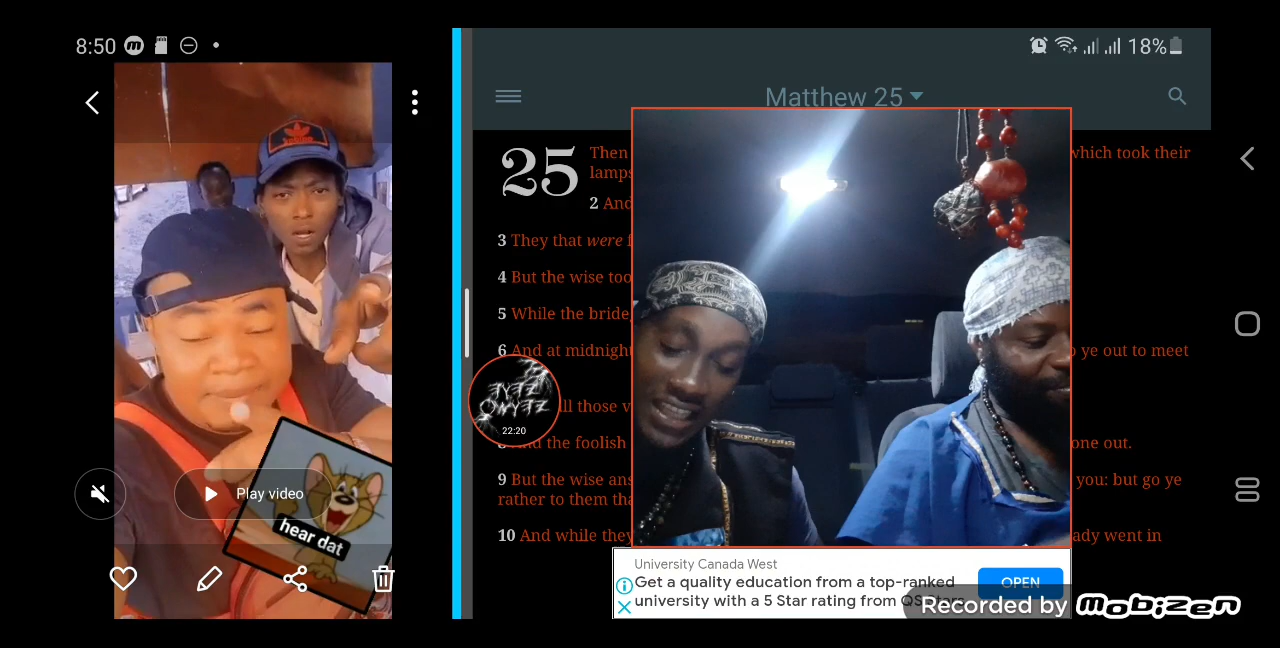 8:50
18%
Matthew 25
hear dat
Play video
25
Then
which took their
lamps
2 And
3 They that were f
4 But the wise too
5 While the bride
6 And at midnight
o ye out to meet
22:20
ll those v
nd the foolish
one out.
9 But the wise ans
you: but go ye
rather to them tha
10 And while they
ady went in
University Canada West
Get a quality education from a top-ranked
university with a 5 Star rating from QS Stars
OPEN
Recorded by mobizen